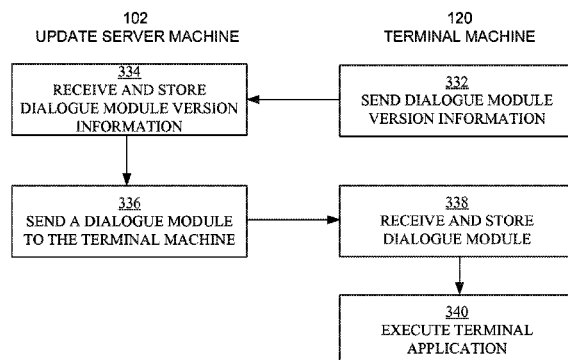 102
UPDATE SERVER MACHINE
120
TERMINAL MACHINE
334
RECEIVE AND STORE
DIALOGUE MODULE VERSION
INFORMATION
332
SEND DIALOGUE MODULE
VERSION INFORMATION
336
SEND A DIALOGUE MODULE
TO THE TERMINAL MACHINE
338
RECEIVE AND STORE
DIALOGUE MODULE
340
EXECUTE TERMINAL
APPLICATION